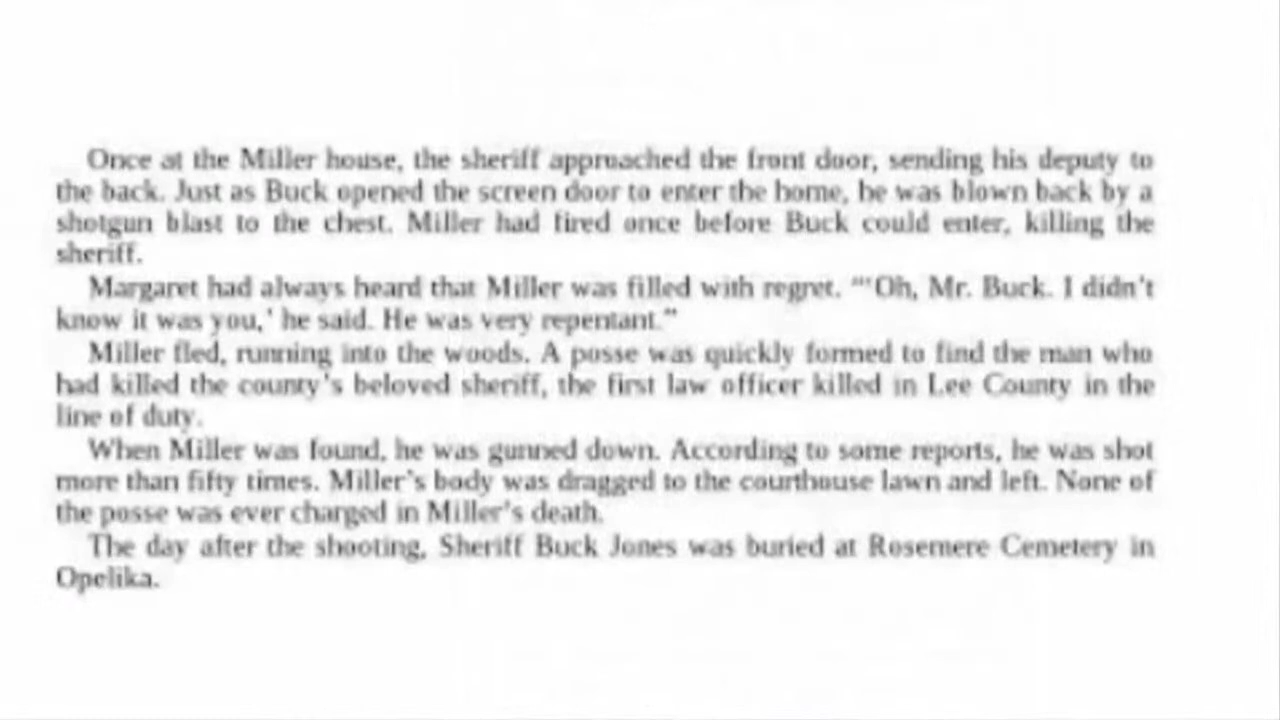 Once at the Miller house, the sheriff approached the front door, sending his deputy to
the back. Just as Buck opened the screen door to enter the home, he was blown back by a
shotgun blast to the chest. Miller had fired once before Buck could enter, killing the
sheriff.
Margaret had always heard that Miller was filled with regret. "'Oh, Mr. Buck. I didn't
know it was you,' he said. He was very repentant."
Miller fled, running into the woods. A posse was quickly formed to find the man who
had killed the county's beloved sheriff, the first law officer killed in Lee County in the
line of duty.
When Miller was found, he was gunned down. According to some reports, he was shot
more than fifty times. Miller's body was dragged to the courthouse lawn and left. None of
the posse was ever charged in Miller's death.
The day after the shooting, Sheriff Buck Jones was buried at Rosemere Cemetery in
Opelika.